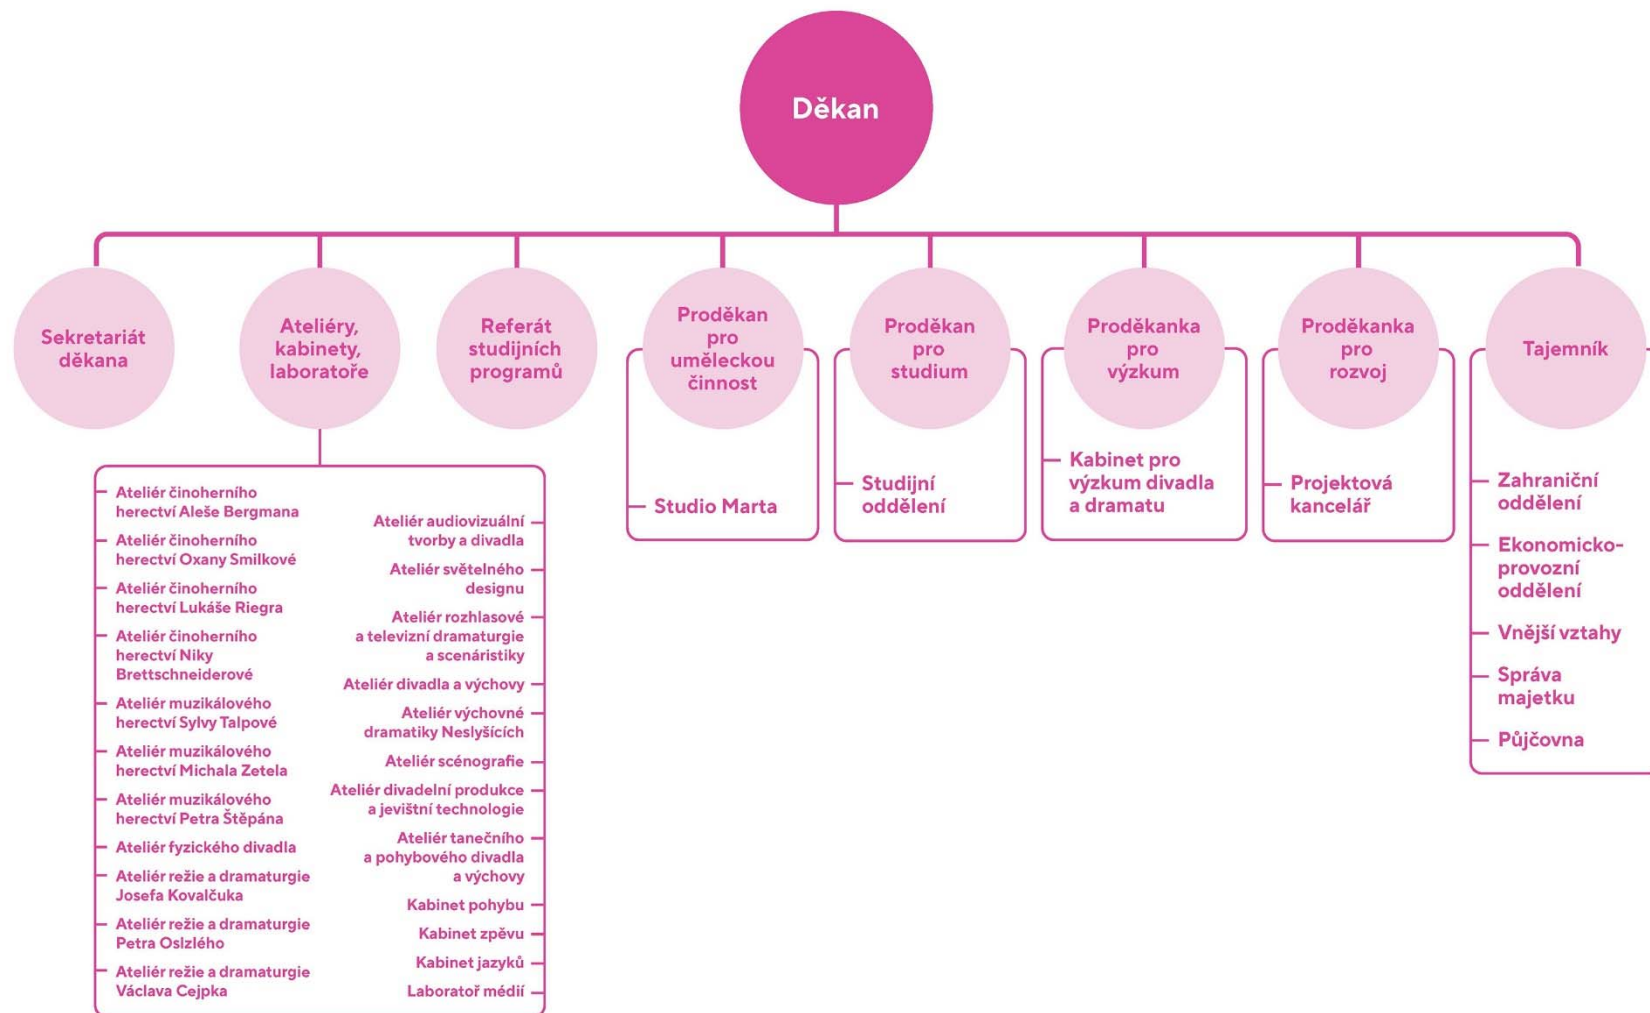 Děkan
Sekretariát
děkana
Ateliéry,
kabinety,
laboratoře
Referát
studijních
programů
Proděkan
pro
uměleckou
činnost
Proděkan
pro
studium
Proděkanka
pro
výzkum
Proděkanka
pro
rozvoj
Tajemník
Ateliér činoherního
herectví Aleše Bergmana
Ateliér činoherního
herectví Oxany Smilkové
Ateliér činoherního
herectví Lukáše Riegra
Ateliér činoherního
herectví Niky
Brettschneiderové
Ateliér muzikálového
herectví Sylvy Talpové
Ateliér muzikálového
herectví Michala Zetela
Ateliér muzikálového
herectví Petra Štěpána
Ateliér fyzického divadla
Ateliér režie a dramaturgie
Josefa Kovalčuka
Ateliér režie a dramaturgie
Petra Oslzlého
Ateliér režie a dramaturgie
Václava Cejpka
Ateliér audiovizuální
tvorby a divadla
Ateliér světelného
designu
Ateliér rozhlasové
a televizní dramaturgie
a scenáristiky
Ateliér divadla a výchovy
Ateliér výchovné
dramatiky Neslyšících
Ateliér scénografie
Ateliér divadelní produkce
a jevištní technologie
Ateliér tanečního
a pohybového divadla
a výchovy
Kabinet pohybu
Kabinet zpěvu
Kabinet jazyků
Laboratoř médií
Studio Marta
Studijní
oddělení
Kabinet pro
výzkum divadla
a dramatu
Projektová
kancelář
Zahraniční
oddělení
Ekonomicko-
provozní
oddělení
Vnější vztahy
Správa
majetku
Půjčovna